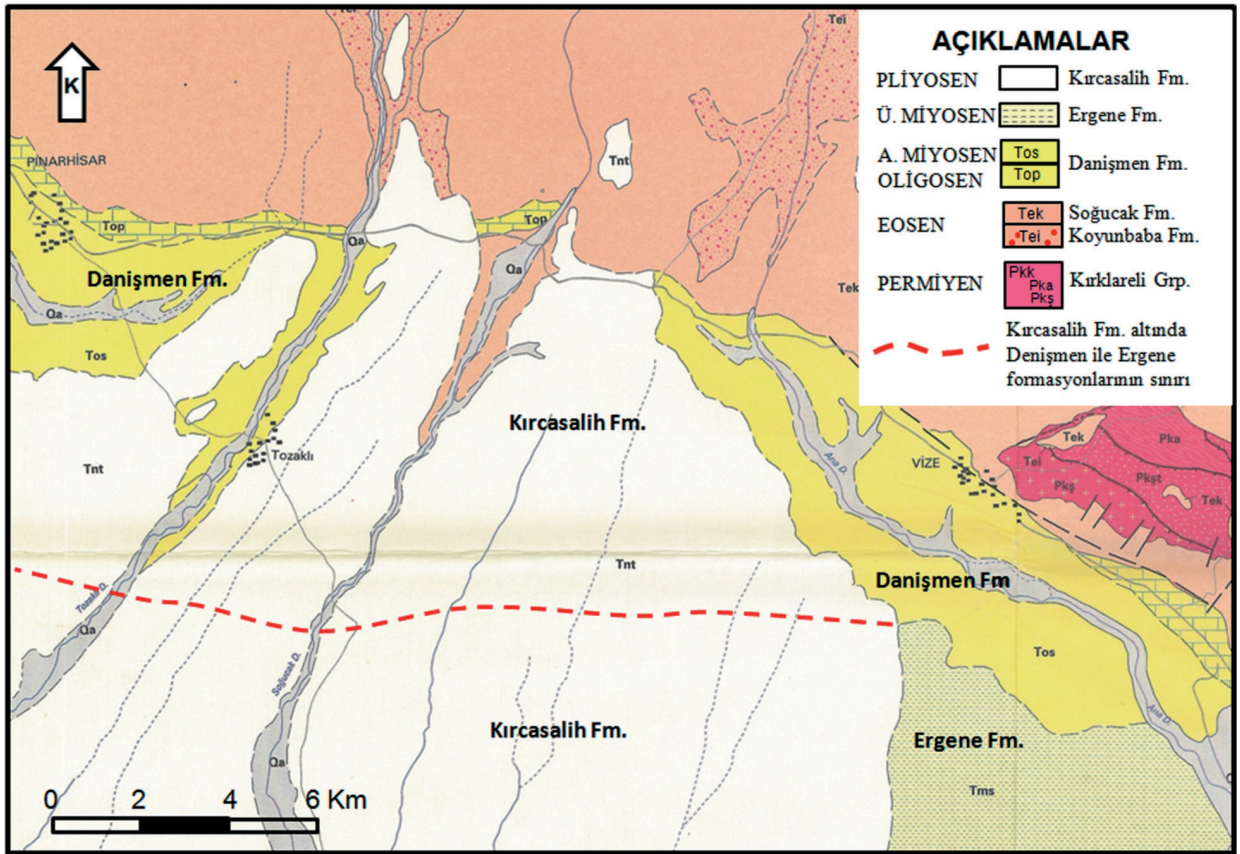 AÇIKLAMALAR
PLİYOSEN
Kırcasalih Fm.
Ü. MİYOSEN
Ergene Fm.
A. MİYOSEN
OLİGOSEN
Tos
Top
Danişmen Fm.
EOSEN
Tek
Tei
Soğucak Fm.
Koyunbaba Fm.
PERMİYEN
Pkk
Pka
Pkş
Kırklareli Grp.
Kırcasalih Fm. altında
Denişmen ile Ergene
formasyonlarının sınırı
K
Tei
PINARHİSAR
Tnt
Top
Top
Qa
Qa
Danişmen Fm.
Qa
Tek
Tos
Kırcasalih Fm.
Tozaklı
Tnt
Ana D.
VİZE
Tek
Pka
Tei
Pkşt
Pkş
Tek
Tnt
Danişmen Fm
Tozaklı D.
Qa
Tos
Soğucak D.
Ana D.
Kırcasalih Fm.
Ergene Fm.
Qa
Tms
0 2 4 6 Km